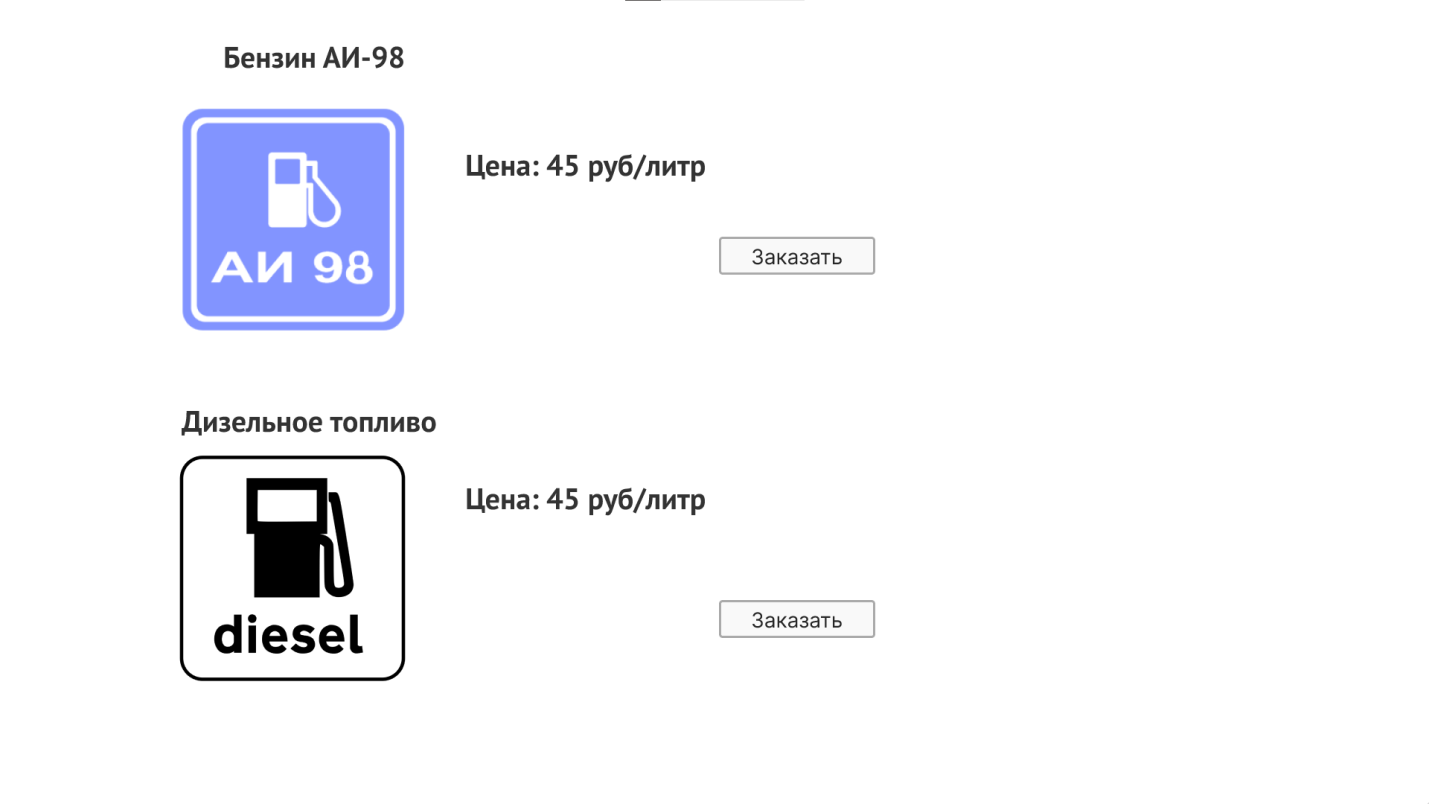 Бензин АИ-98
Цена: 45 руб/литр
АИ 98
Заказать
Дизельное топливо
Цена: 45 руб/литр
diesel
Заказать